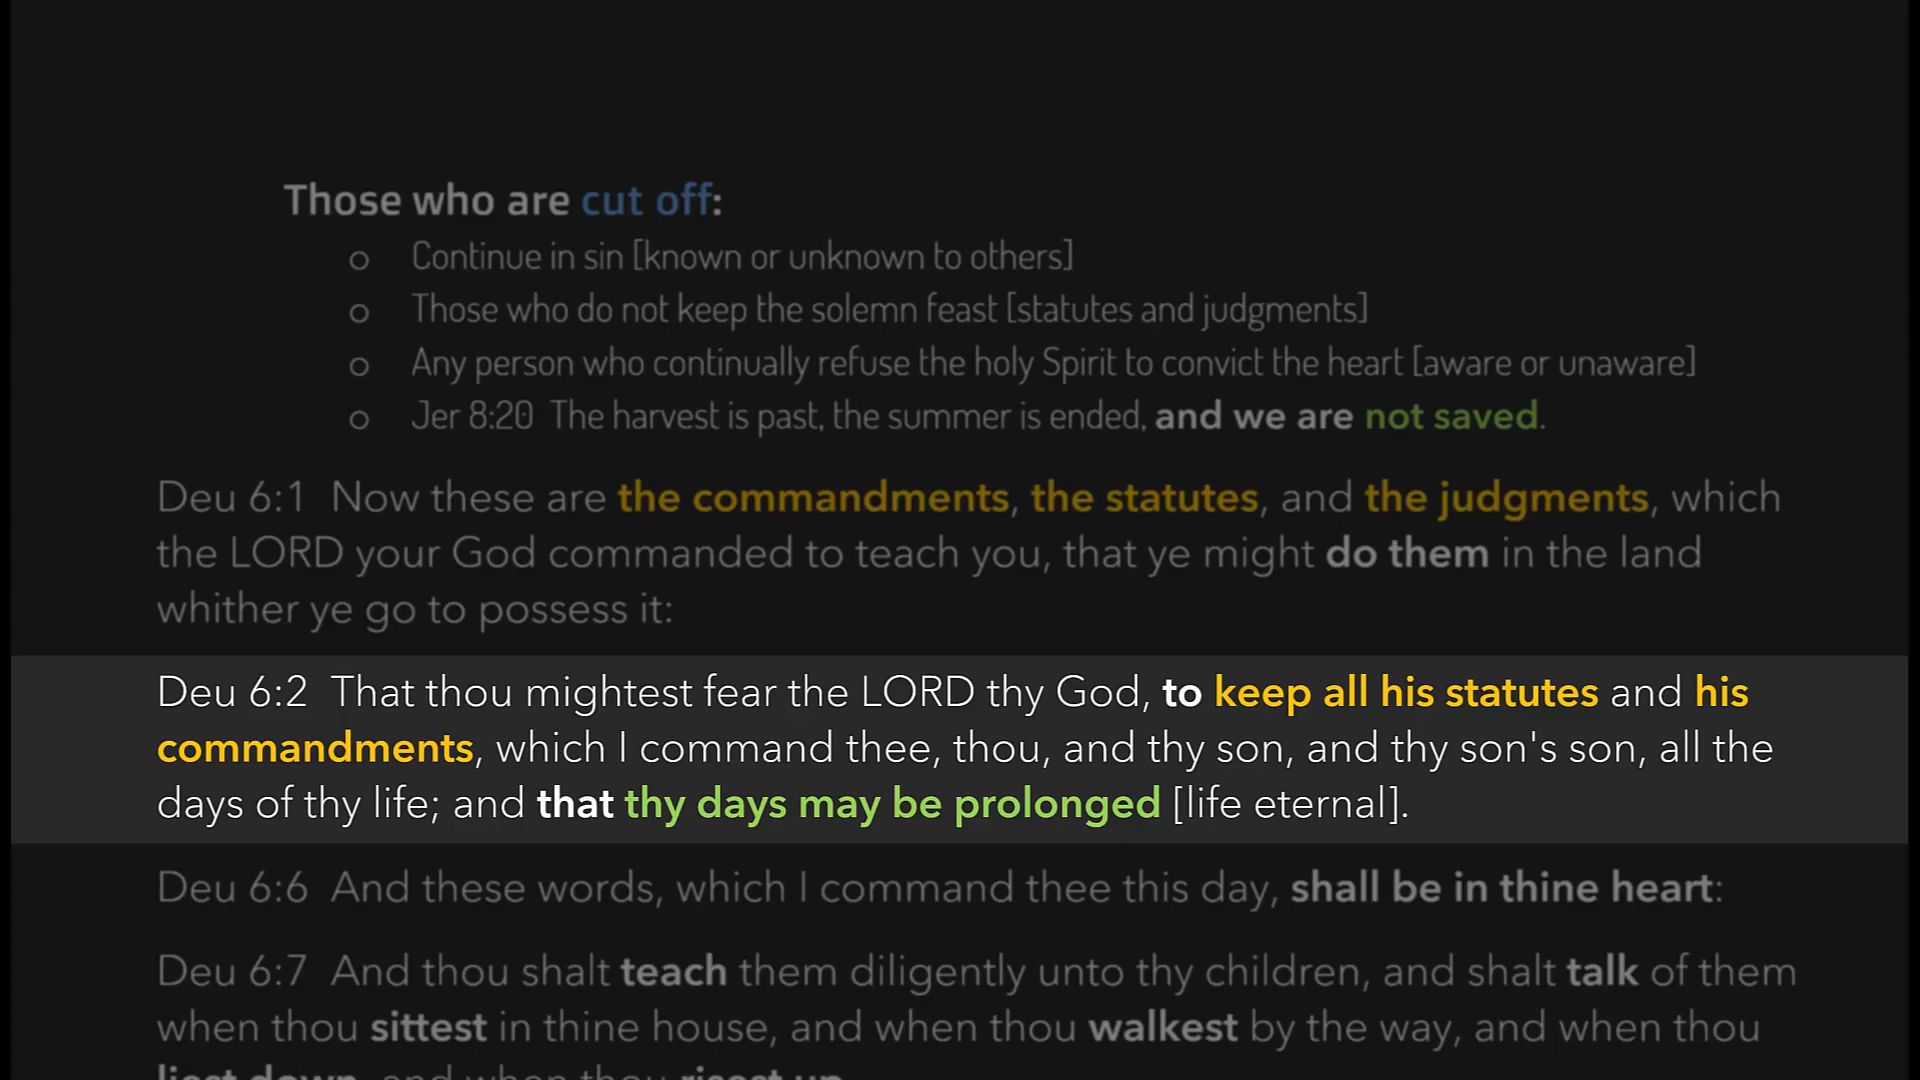 Those who are cut off:
o Continue in sin [known or unknown to others]
o Those who do not keep the solemn feast [statutes and judgments]
o Any person who continually refuse the holy Spirit to convict the heart [aware or unaware]
o Jer 8:20 The harvest is past, the summer is ended, and we are not saved.
Deu 6:1 Now these are the commandments, the statutes, and the judgments, which
the LORD your God commanded to teach you, that ye might do them in the land
whither ye go to possess it:
Deu 6:2 That thou mightest fear the LORD thy God, to keep all his statutes and his
commandments, which I command thee, thou, and thy son, and thy son's son, all the
days of thy life; and that thy days may be prolonged [life eternal].
Deu 6:6 And these words, which I command thee this day, shall be in thine heart:
Deu 6:7 And thou shalt teach them diligently unto thy children, and shalt talk of them
when thou sittest in thine house, and when thou walkest by the way, and when thou
liest down, and when thou risest up